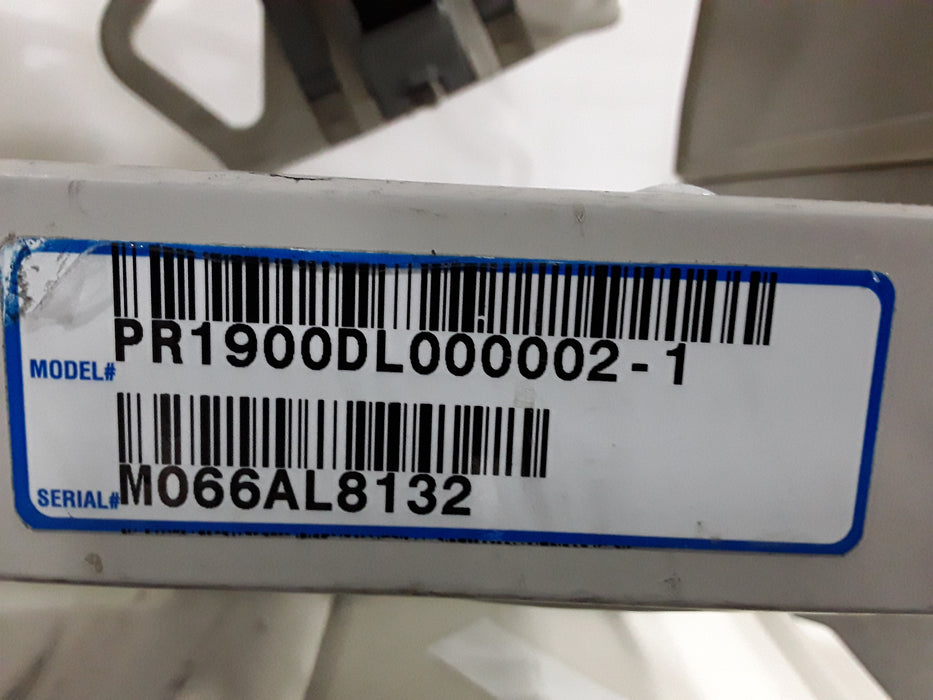 PR1900DL000002-1
MODEL#
M066AL8132
SERIAL#